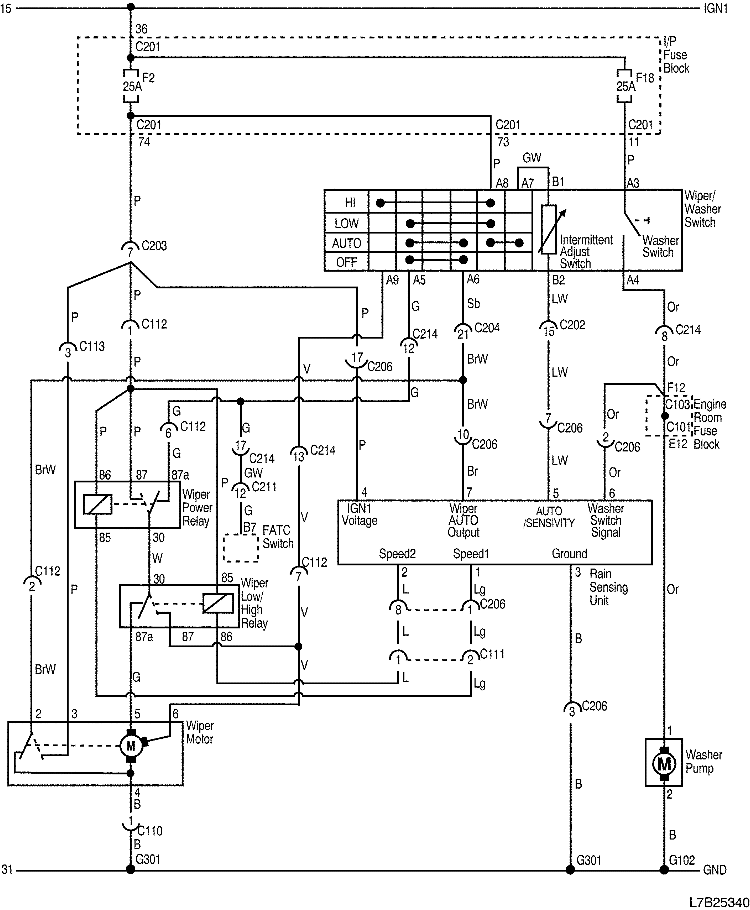 15
IGN1
36
C201
I/P
Fuse
Block
F2
25A
F18
25A
C201
74
C201
73
C201
11
P
P
GW
P
A8
A7
B1
A3
Wiper/
Washer
Switch
HI
LOW
AUTO
OFF
Intermittent
Adjust
Switch
Washer
Switch
C203
7
A9
A5
A6
B2
A4
P
P
P
G
Sb
LW
Or
C112
3
C113
17
C206
12
C214
21
C204
15
C202
8
C214
P
V
BrW
LW
Or
Or
F12
G
G
BrW
C103
C101
E12
Engine
Room
Fuse
Block
P
P
6
C112
G
G
17
C214
GW
12
C211
P
G
13
C214
P
10
C206
7
C206
2
C206
BrW
Br
LW
Or
86
87
87a
Wiper
Power
Relay
85
30
B7
FATC
Switch
V
4
7
5
6
IGN1
Voltage
Wiper
AUTO
Output
AUTO
/SENSIVITY
Washer
Switch
Signal
Speed2
Speed1
Ground
2
1
3
Rain
Sensing
Unit
W
C112
2
P
30
85
Wiper
Low/
High
Relay
87a
87
86
7
C112
V
L
Lg
8
1
C206
Or
L
Lg
B
1
2
C111
L
Lg
BrW
G
V
3
C206
2
3
5
6
Wiper
Motor
M
4
B
1
C110
B
G301
1
M
Washer
Pump
2
B
B
G301
G102
31
GND
L7B25340